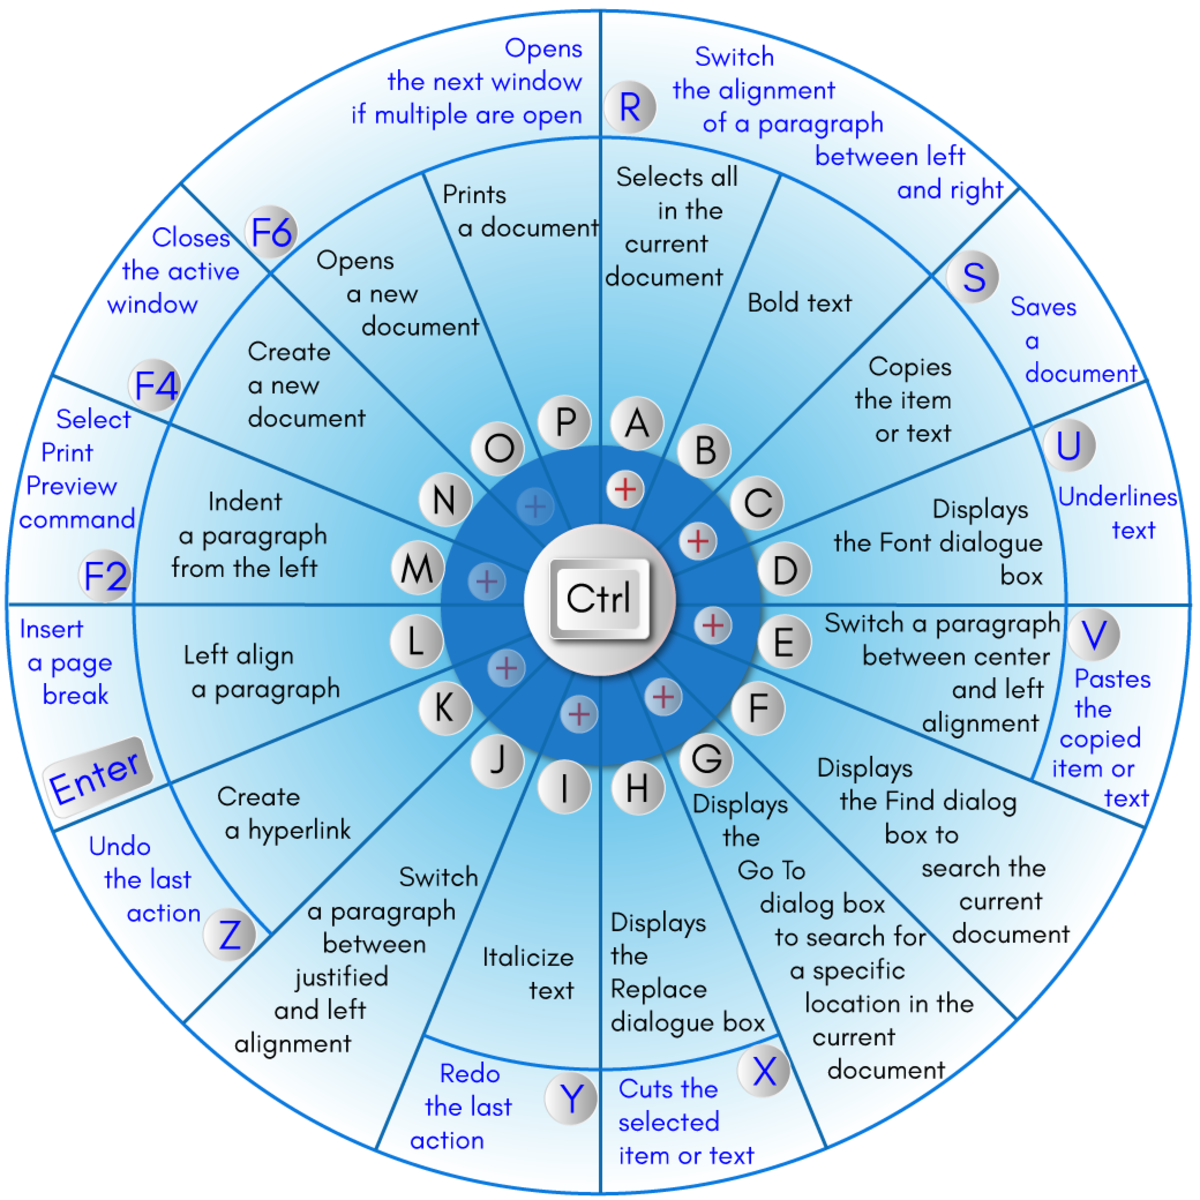 Opens
the next window
if multiple are open
F6
R
Switch
the alignment
of a paragraph
between left
and right
S
Saves
a
document
U
Underlines
text
V
Pastes
the
copied
item or
text
X
Cuts the
selected
item or text
Y
Redo
the last
action
Z
Undo
the last
action
Enter
Insert
a page
break
F2
Select
Print
Preview
command
F4
Closes
the active
window
Ctrl
+
+
+
+
+
+
+
+
A
Selects all
in the
current
document
B
Bold text
C
Copies
the item
or text
D
Displays
the Font dialogue
box
E
Switch a paragraph
between center
and left
alignment
F
Displays
the Find dialog
box to
search the
current
document
G
Displays
the
Go To
dialog box
to search for
a specific
location in the
current
document
H
Displays
the
Replace
dialogue box
I
Italicize
text
J
Switch
a paragraph
between
justified
and left
alignment
K
Create
a hyperlink
L
Left align
a paragraph
M
Indent
a paragraph
from the left
N
Create
a new
document
O
Opens
a new
document
P
Prints
a document